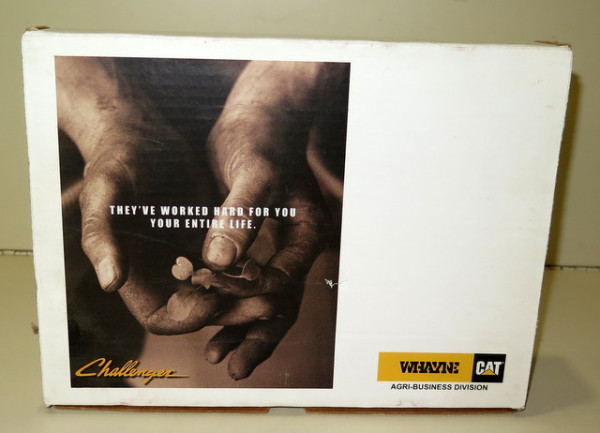 THEY'VE WORKED HARD FOR YOU
YOUR ENTIRE LIFE.
Challenger
WHAYNE CAT
AGRI-BUSINESS DIVISION